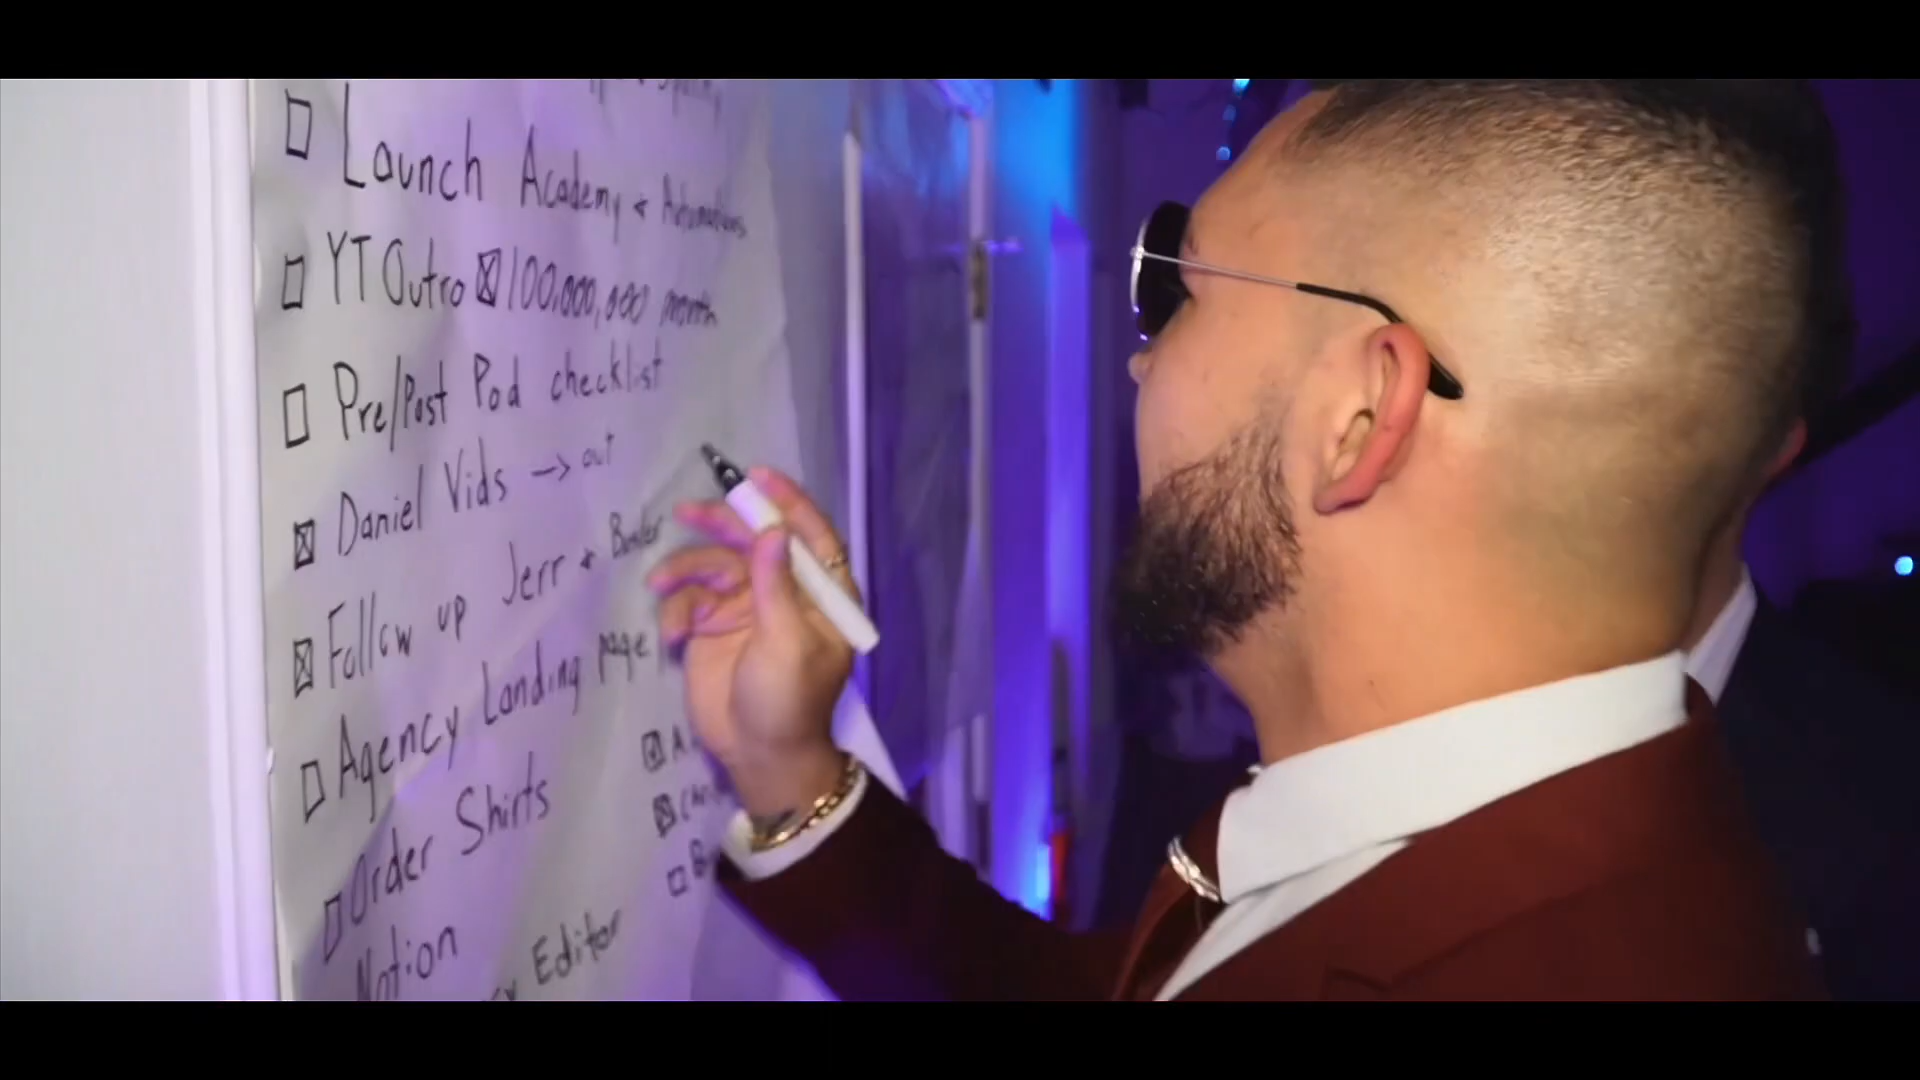 Launch Academy & Automations
YT Outro 100,000,000 month
Pre/Post Pod checklist
Daniel Vids → out
Follow up Jerr &
Agency Landing page
Order Shirts
Notion
Editor